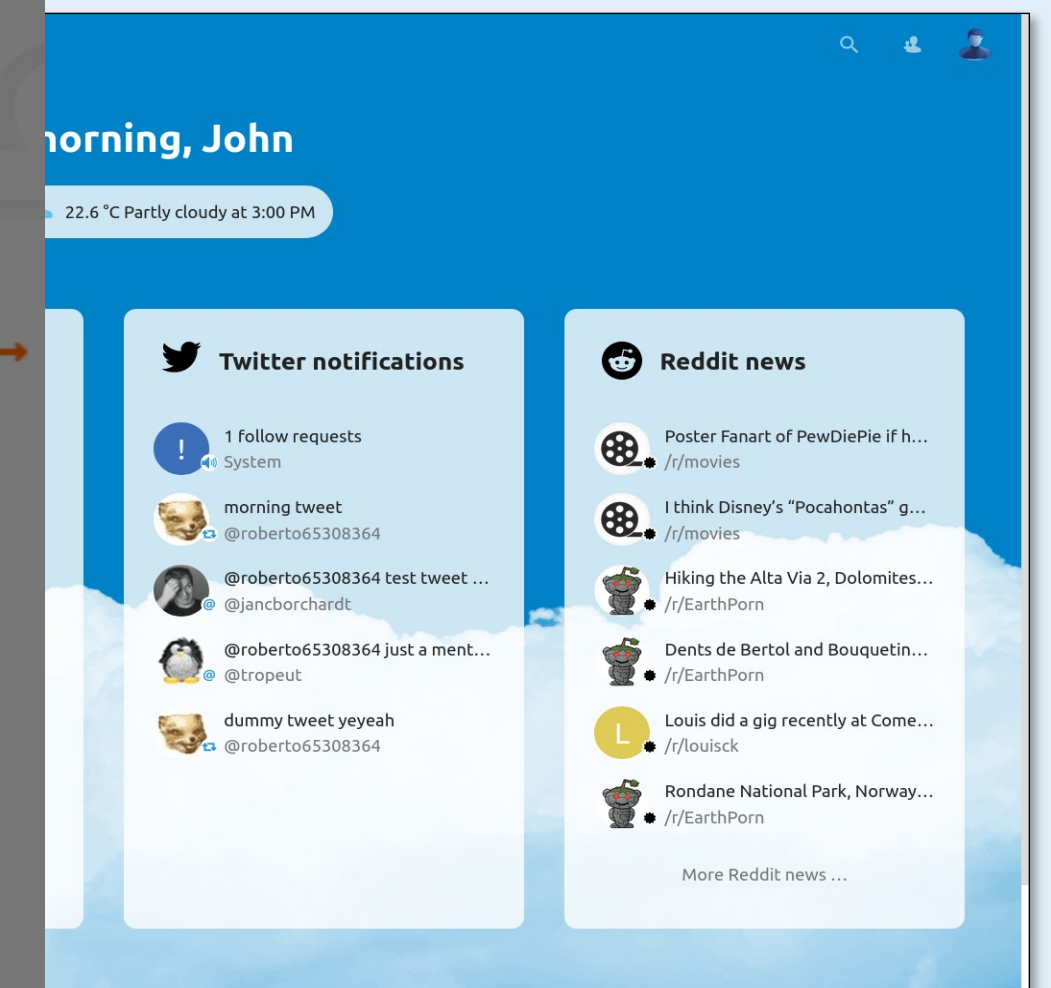 norning, John
22.6 °C Partly cloudy at 3:00 PM
Twitter notifications
!
1 follow requests
System
morning tweet
@roberto65308364
@roberto65308364 test tweet …
@
@jancborchardt
@roberto65308364 just a ment…
@
@tropeut
dummy tweet yeyeah
@roberto65308364
Reddit news
Poster Fanart of PewDiePie if h…
/r/movies
I think Disney’s “Pocahontas” g…
/r/movies
Hiking the Alta Via 2, Dolomites…
/r/EarthPorn
Dents de Bertol and Bouquetin…
/r/EarthPorn
L
Louis did a gig recently at Come…
/r/louisck
Rondane National Park, Norway…
/r/EarthPorn
More Reddit news …